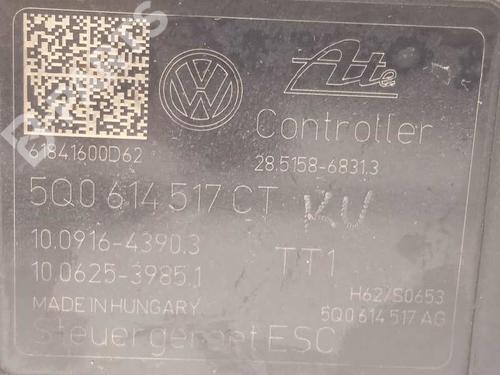 VW
Ate
Controller
61841600D62
28.5158-6831.3
5Q0 614 517 CT
KU
10.0916-4390.3
10.0625-3985.1
TT1
MADE IN HUNGARY
H62/S0653
5Q0 614 517 AG
Steuergeraet ESC